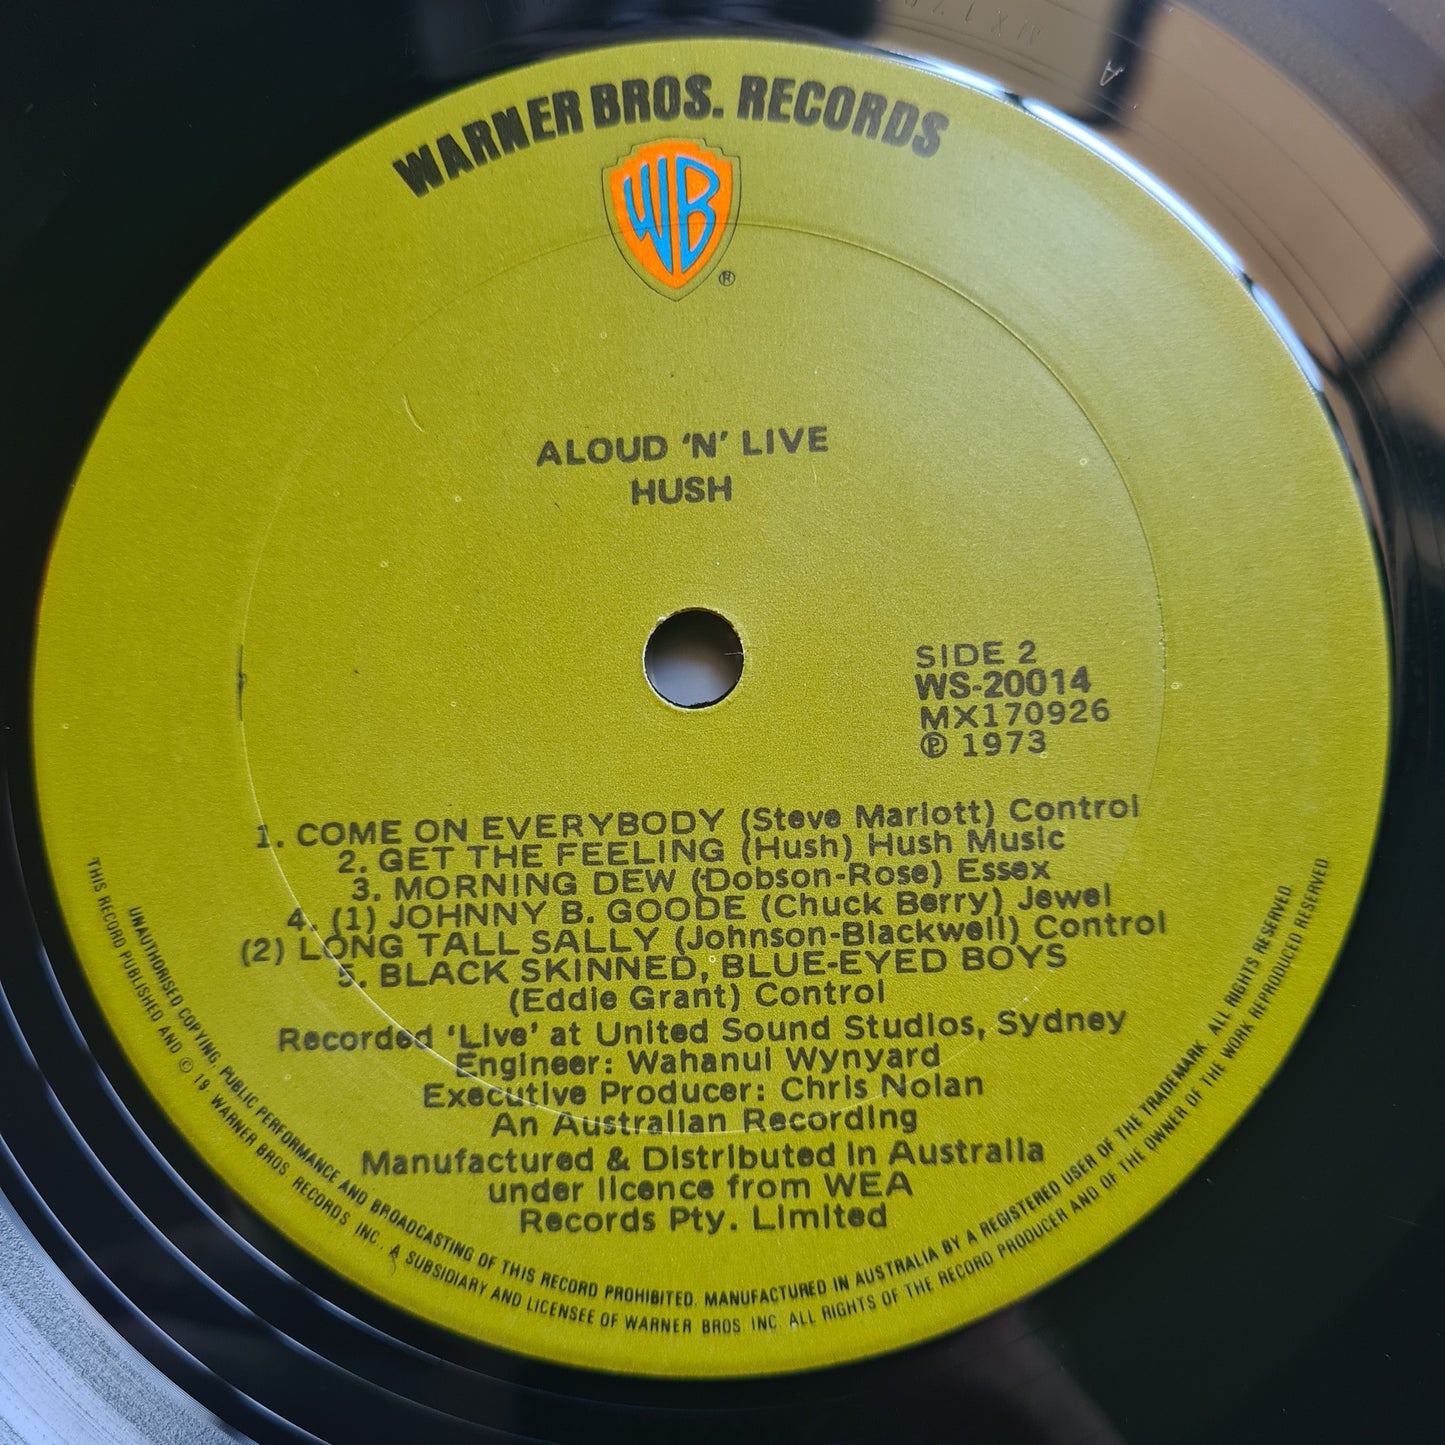 WARNER BROS. RECORDS
WB
®
ALOUD 'N' LIVE
HUSH
SIDE 2
WS-20014
MX170926
℗ 1973
1. COME ON EVERYBODY (Steve Marlott) Control
2. GET THE FEELING (Hush) Hush Music
3. MORNING DEW (Dobson-Rose) Essex
4. (1) JOHNNY B. GOODE (Chuck Berry) Jewel
(2) LONG TALL SALLY (Johnson-Blackwell) Control
5. BLACK SKINNED, BLUE-EYED BOYS
(Eddie Grant) Control
Recorded 'Live' at United Sound Studios, Sydney
Engineer: Wahanui Wynyard
Executive Producer: Chris Nolan
An Australian Recording
Manufactured & Distributed in Australia
under licence from WEA
Records Pty. Limited
UNAUTHORISED COPYING, PUBLIC PERFORMANCE AND BROADCASTING OF THIS RECORD PROHIBITED. MANUFACTURED IN AUSTRALIA BY A REGISTERED USER OF THE TRADEMARK. ALL RIGHTS RESERVED
THIS RECORD PUBLISHED AND © 19 WARNER BROS. RECORDS INC., A SUBSIDIARY AND LICENSEE OF WARNER BROS INC. ALL RIGHTS OF THE RECORD PRODUCER AND OF THE OWNER OF THE WORK REPRODUCED RESERVED